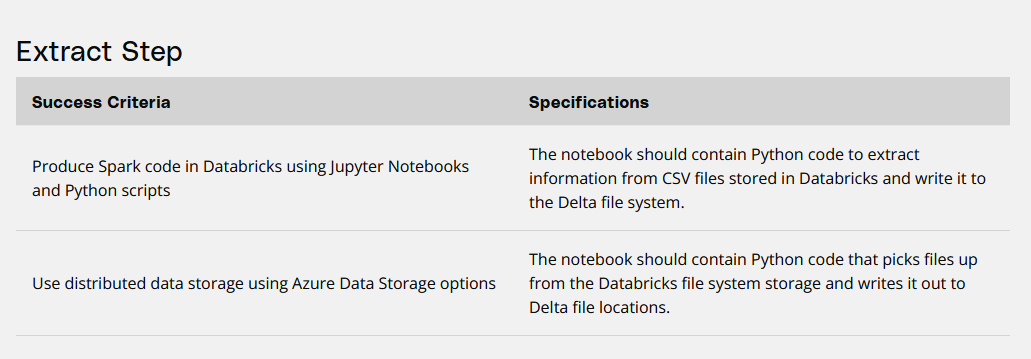 Extract Step
Success Criteria
Specifications
Produce Spark code in Databricks using Jupyter Notebooks
and Python scripts
The notebook should contain Python code to extract
information from CSV files stored in Databricks and write it to
the Delta file system.
Use distributed data storage using Azure Data Storage options
The notebook should contain Python code that picks files up
from the Databricks file system storage and writes it out to
Delta file locations.